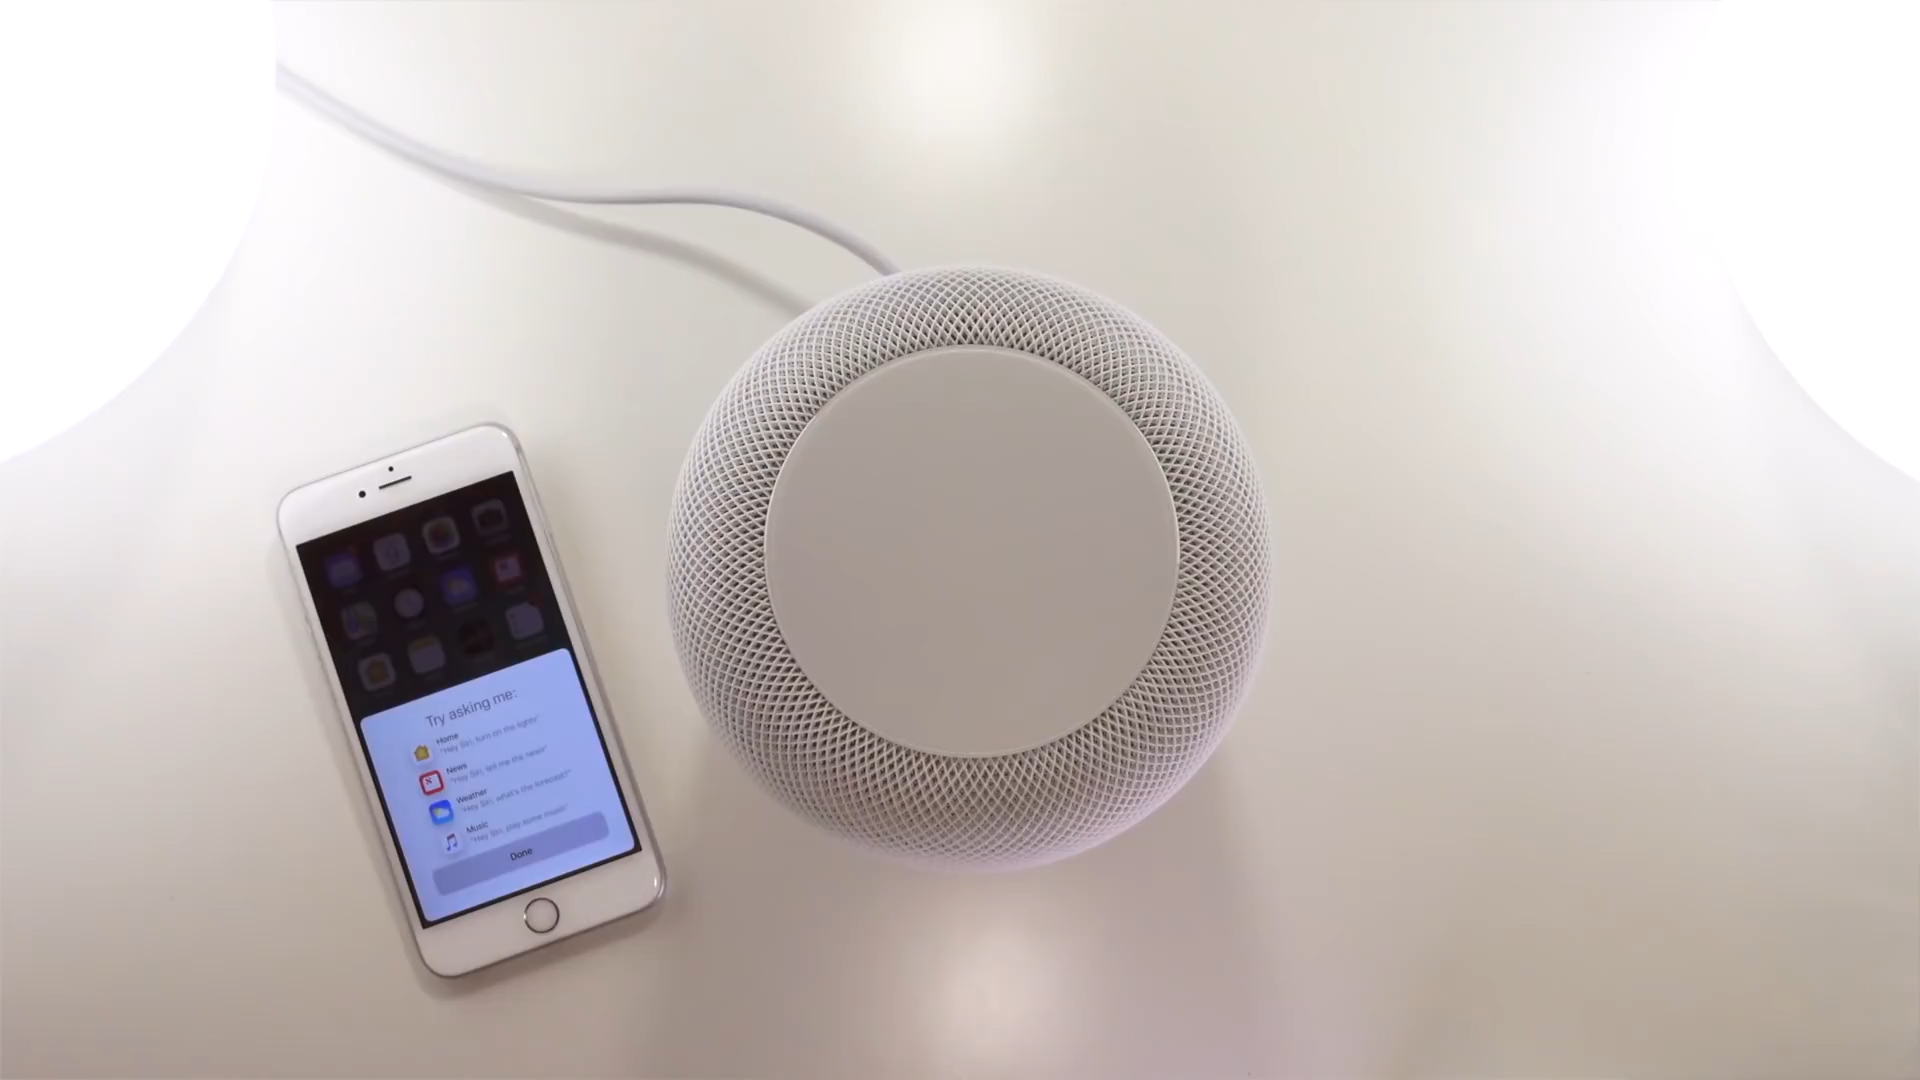 Try asking me:
Home
"Hey Siri, turn on the lights"
News
"Hey Siri, tell me the news"
Weather
"Hey Siri, what's the forecast?"
Music
"Hey Siri, play some music"
Done